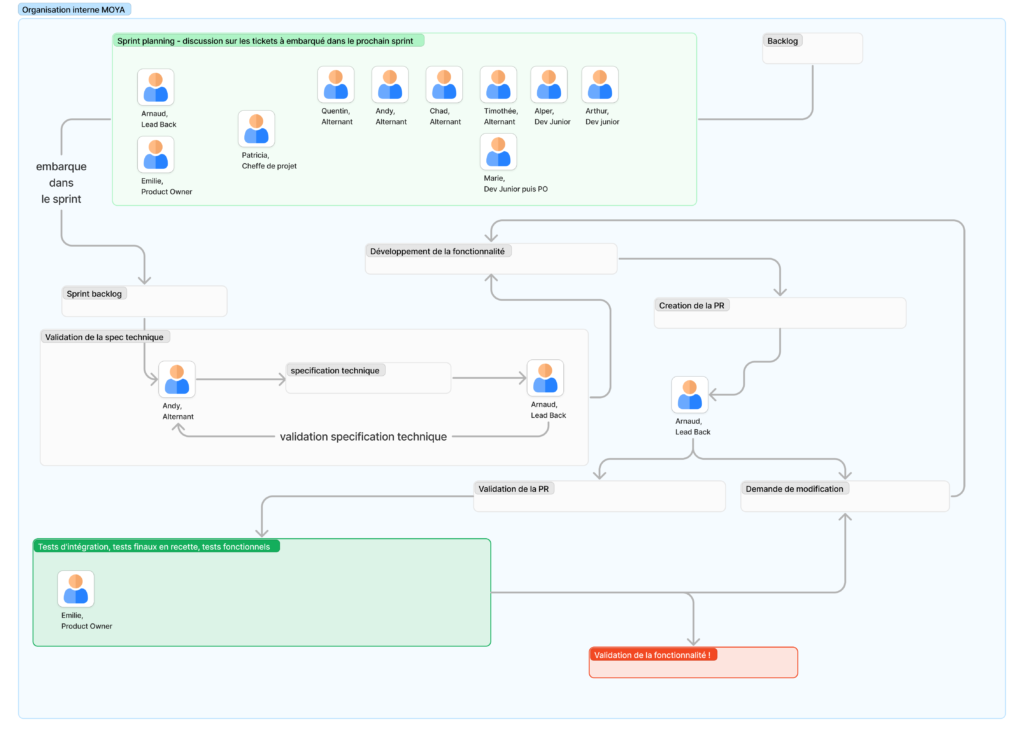 Organisation interne MOYA
Sprint planning - discussion sur les tickets à embarqué dans le prochain sprint
Backlog
Arnaud,
Lead Back
Quentin,
Alternant
Andy,
Alternant
Chad,
Alternant
Timothée,
Alternant
Alper,
Dev Junior
Arthur,
Dev junior
Patricia,
Cheffe de projet
Emilie,
Product Owner
Marie,
Dev Junior puis PO
embarque
dans
le sprint
Développement de la fonctionnalité
Sprint backlog
Creation de la PR
Validation de la spec technique
specification technique
Andy,
Alternant
Arnaud,
Lead Back
validation specification technique
Arnaud,
Lead Back
Validation de la PR
Demande de modification
Tests d'intégration, tests finaux en recette, tests fonctionnels
Emilie,
Product Owner
Validation de la fonctionnalité !